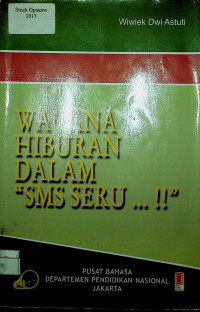 Stock Opname
2017
Wiwiek Dwi Astuti
WACANA
HIBURAN
DALAM
"SMS SERU ... !!"
PUSAT BAHASA
DEPARTEMEN PENDIDIKAN NASIONAL
JAKARTA